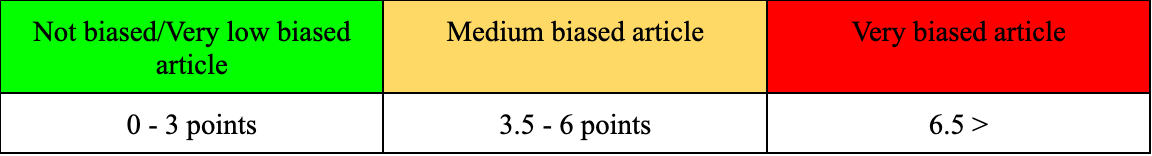 Not biased/Very low biased
article
Medium biased article
Very biased article
0 - 3 points
3.5 - 6 points
6.5 >